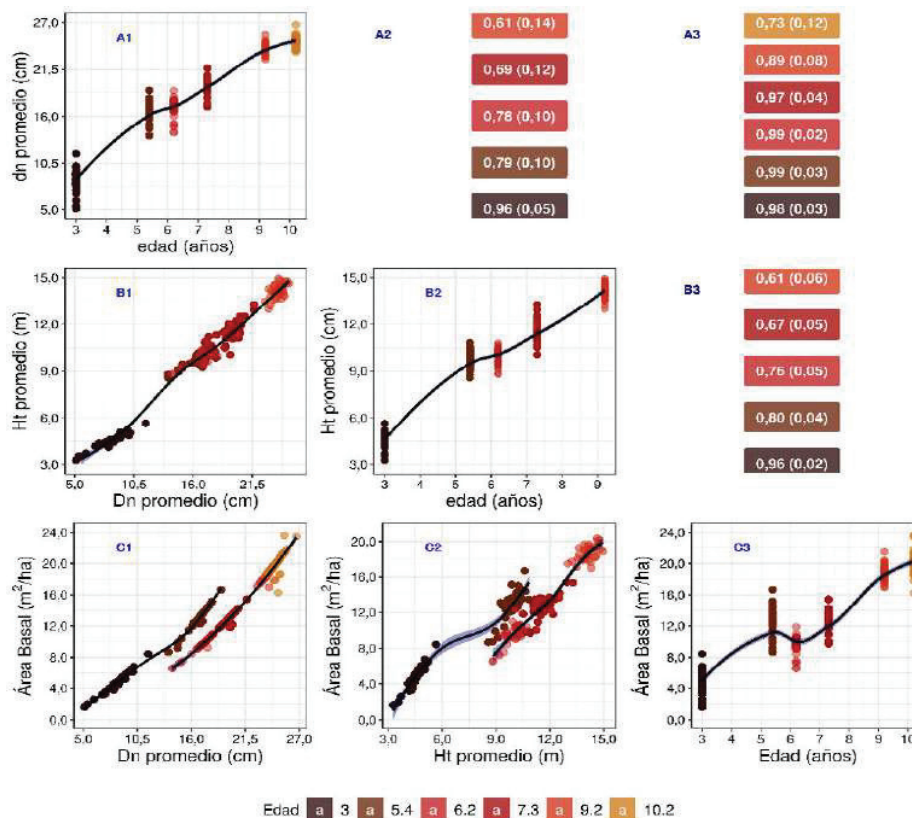 A1
dn promedio (cm)
27,0
21,5
16,0
10,5
5,0
3 4 5 6 7 8 9 10
edad (años)
A2
0,61 (0,14)
0,69 (0,12)
0,78 (0,10)
0,79 (0,10)
0,96 (0,05)
A3
0,73 (0,12)
0,89 (0,08)
0,97 (0,04)
0,99 (0,02)
0,99 (0,03)
0,98 (0,03)
B1
Ht promedio (m)
15,0
12,0
9,0
6,0
3,0
5,0 10,5 16,0 21,5
Dn promedio (cm)
B2
Ht promedio (cm)
15,0
12,0
9,0
6,0
3,0
3 4 5 6 7 8 9
edad (años)
B3
0,61 (0,06)
0,67 (0,05)
0,76 (0,05)
0,80 (0,04)
0,96 (0,02)
C1
Área Basal (m²/ha)
24,0
20,0
16,0
12,0
8,0
4,0
0,0
5,0 10,5 16,0 21,5 27,0
Dn promedio (cm)
C2
Área Basal (m²/ha)
20,0
16,0
12,0
8,0
4,0
0,0
3,0 6,0 9,0 12,0 15,0
Ht promedio (m)
C3
Área Basal (m²/ha)
24,0
20,0
16,0
12,0
8,0
4,0
0,0
3 4 5 6 7 8 9 10
Edad (años)
Edad a 3 a 5.4 a 6.2 a 7.3 a 9.2 a 10.2